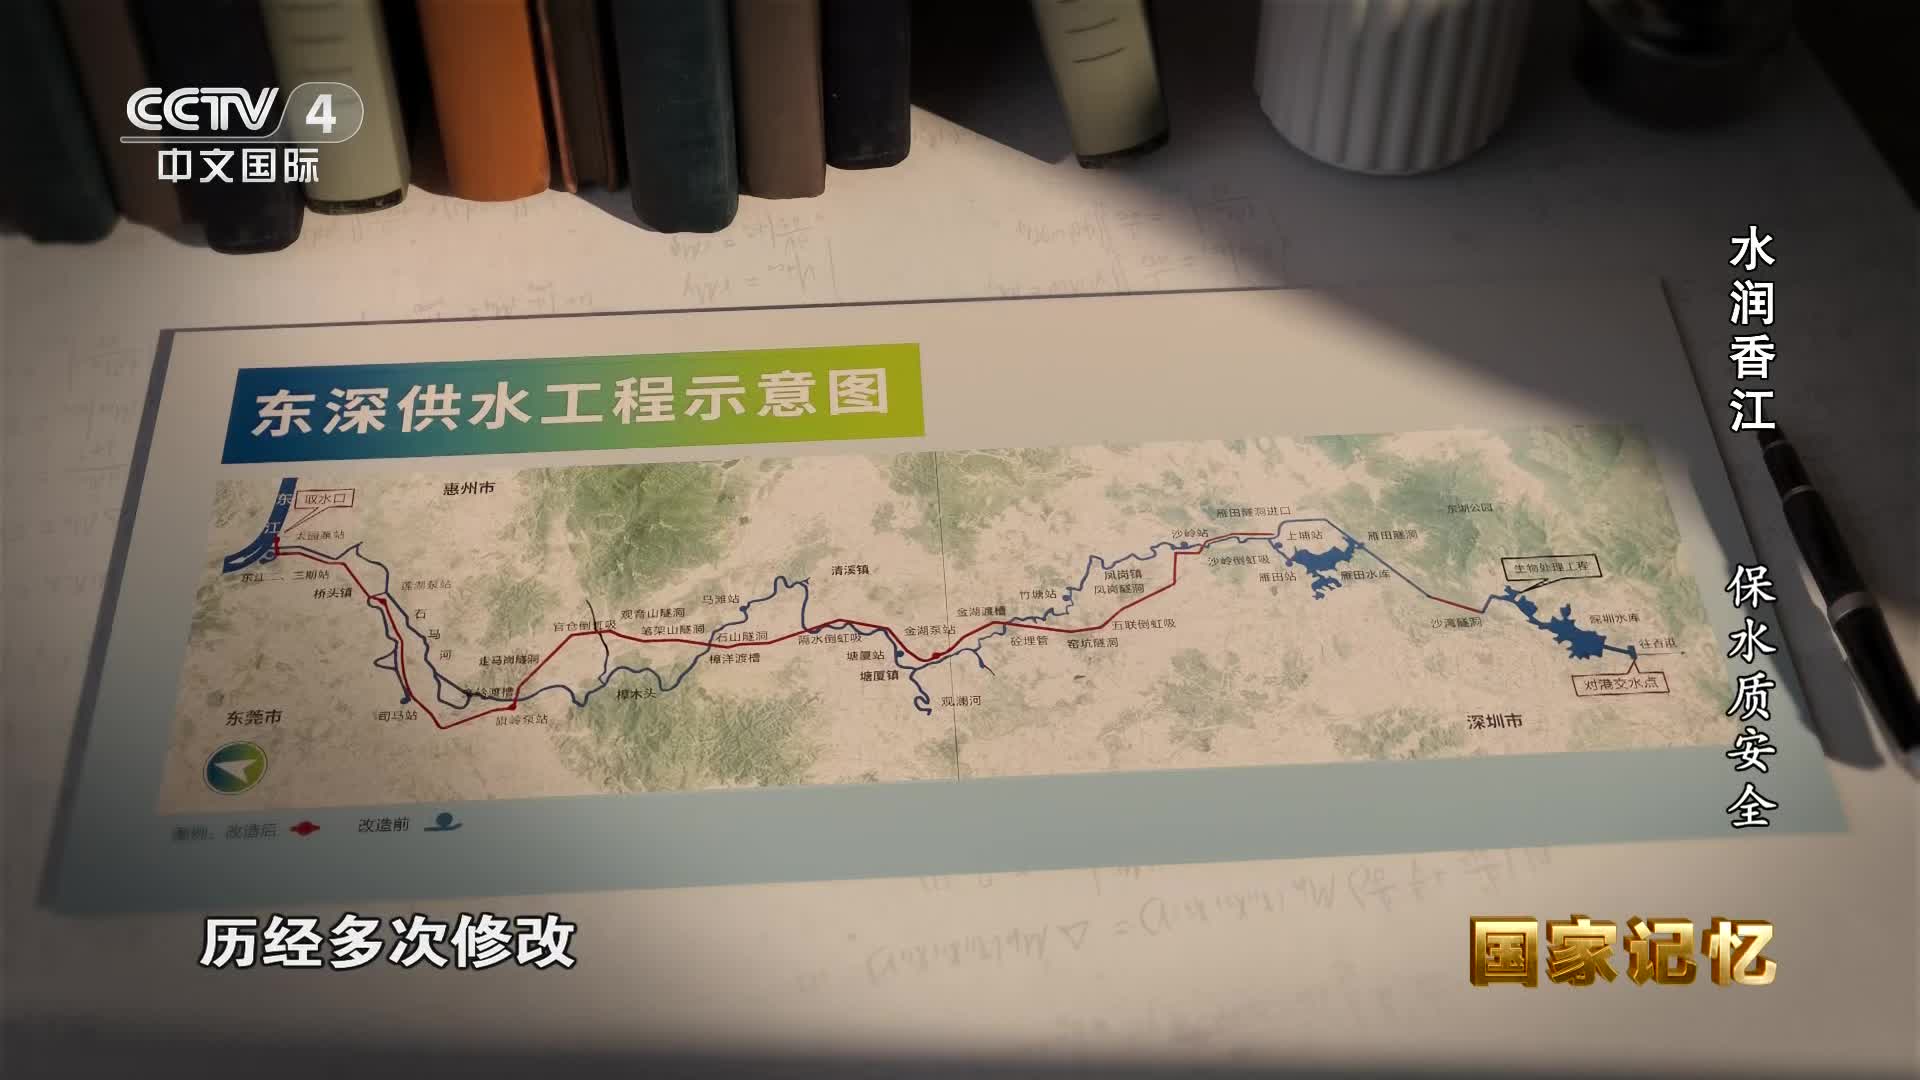 CCTV 4
中文国际
水润香江
保水质安全
东深供水工程示意图
东江
取水口
太园泵站
东江二、三期站
桥头镇
惠州市
莲湖泵站
石马河
司马站
旗岭渡槽
旗岭泵站
走马岗隧洞
官仓倒虹吸
观音山隧洞
笔架山隧洞
樟木头
马滩站
石山隧洞
樟洋渡槽
清溪镇
隔水倒虹吸
塘厦站
塘厦镇
金湖泵站
观澜河
金湖渡槽
竹塘站
砼埋管
窑坑隧洞
凤岗镇
凤岗隧洞
五联倒虹吸
沙岭站
沙岭倒虹吸
雁田隧洞进口
上埔站
雁田站
雁田水库
雁田隧洞
东湖公园
生物处理工程
沙湾隧洞
深圳水库
往香港
对港交水点
东莞市
深圳市
图例：改造后
改造前
历经多次修改
国家记忆